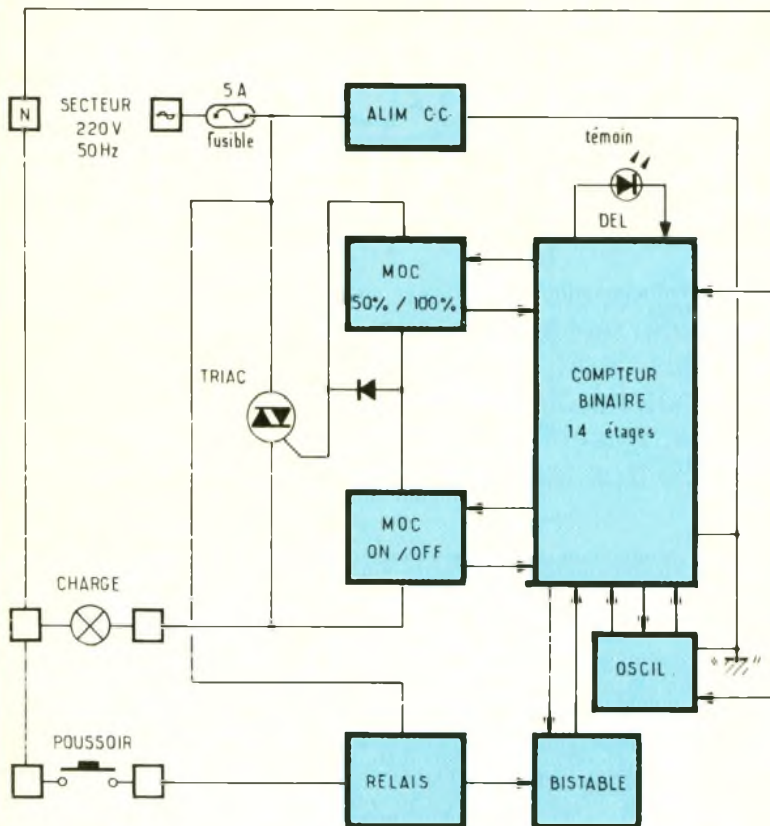 5 A
N
SECTEUR
220 V
50 Hz
~
fusible
ALIM C·C·
témoin
DEL
MOC
50% / 100%
TRIAC
COMPTEUR
BINAIRE
14 étages
MOC
ON / OFF
CHARGE
OSCIL.
" "
POUSSOIR
RELAIS
BISTABLE